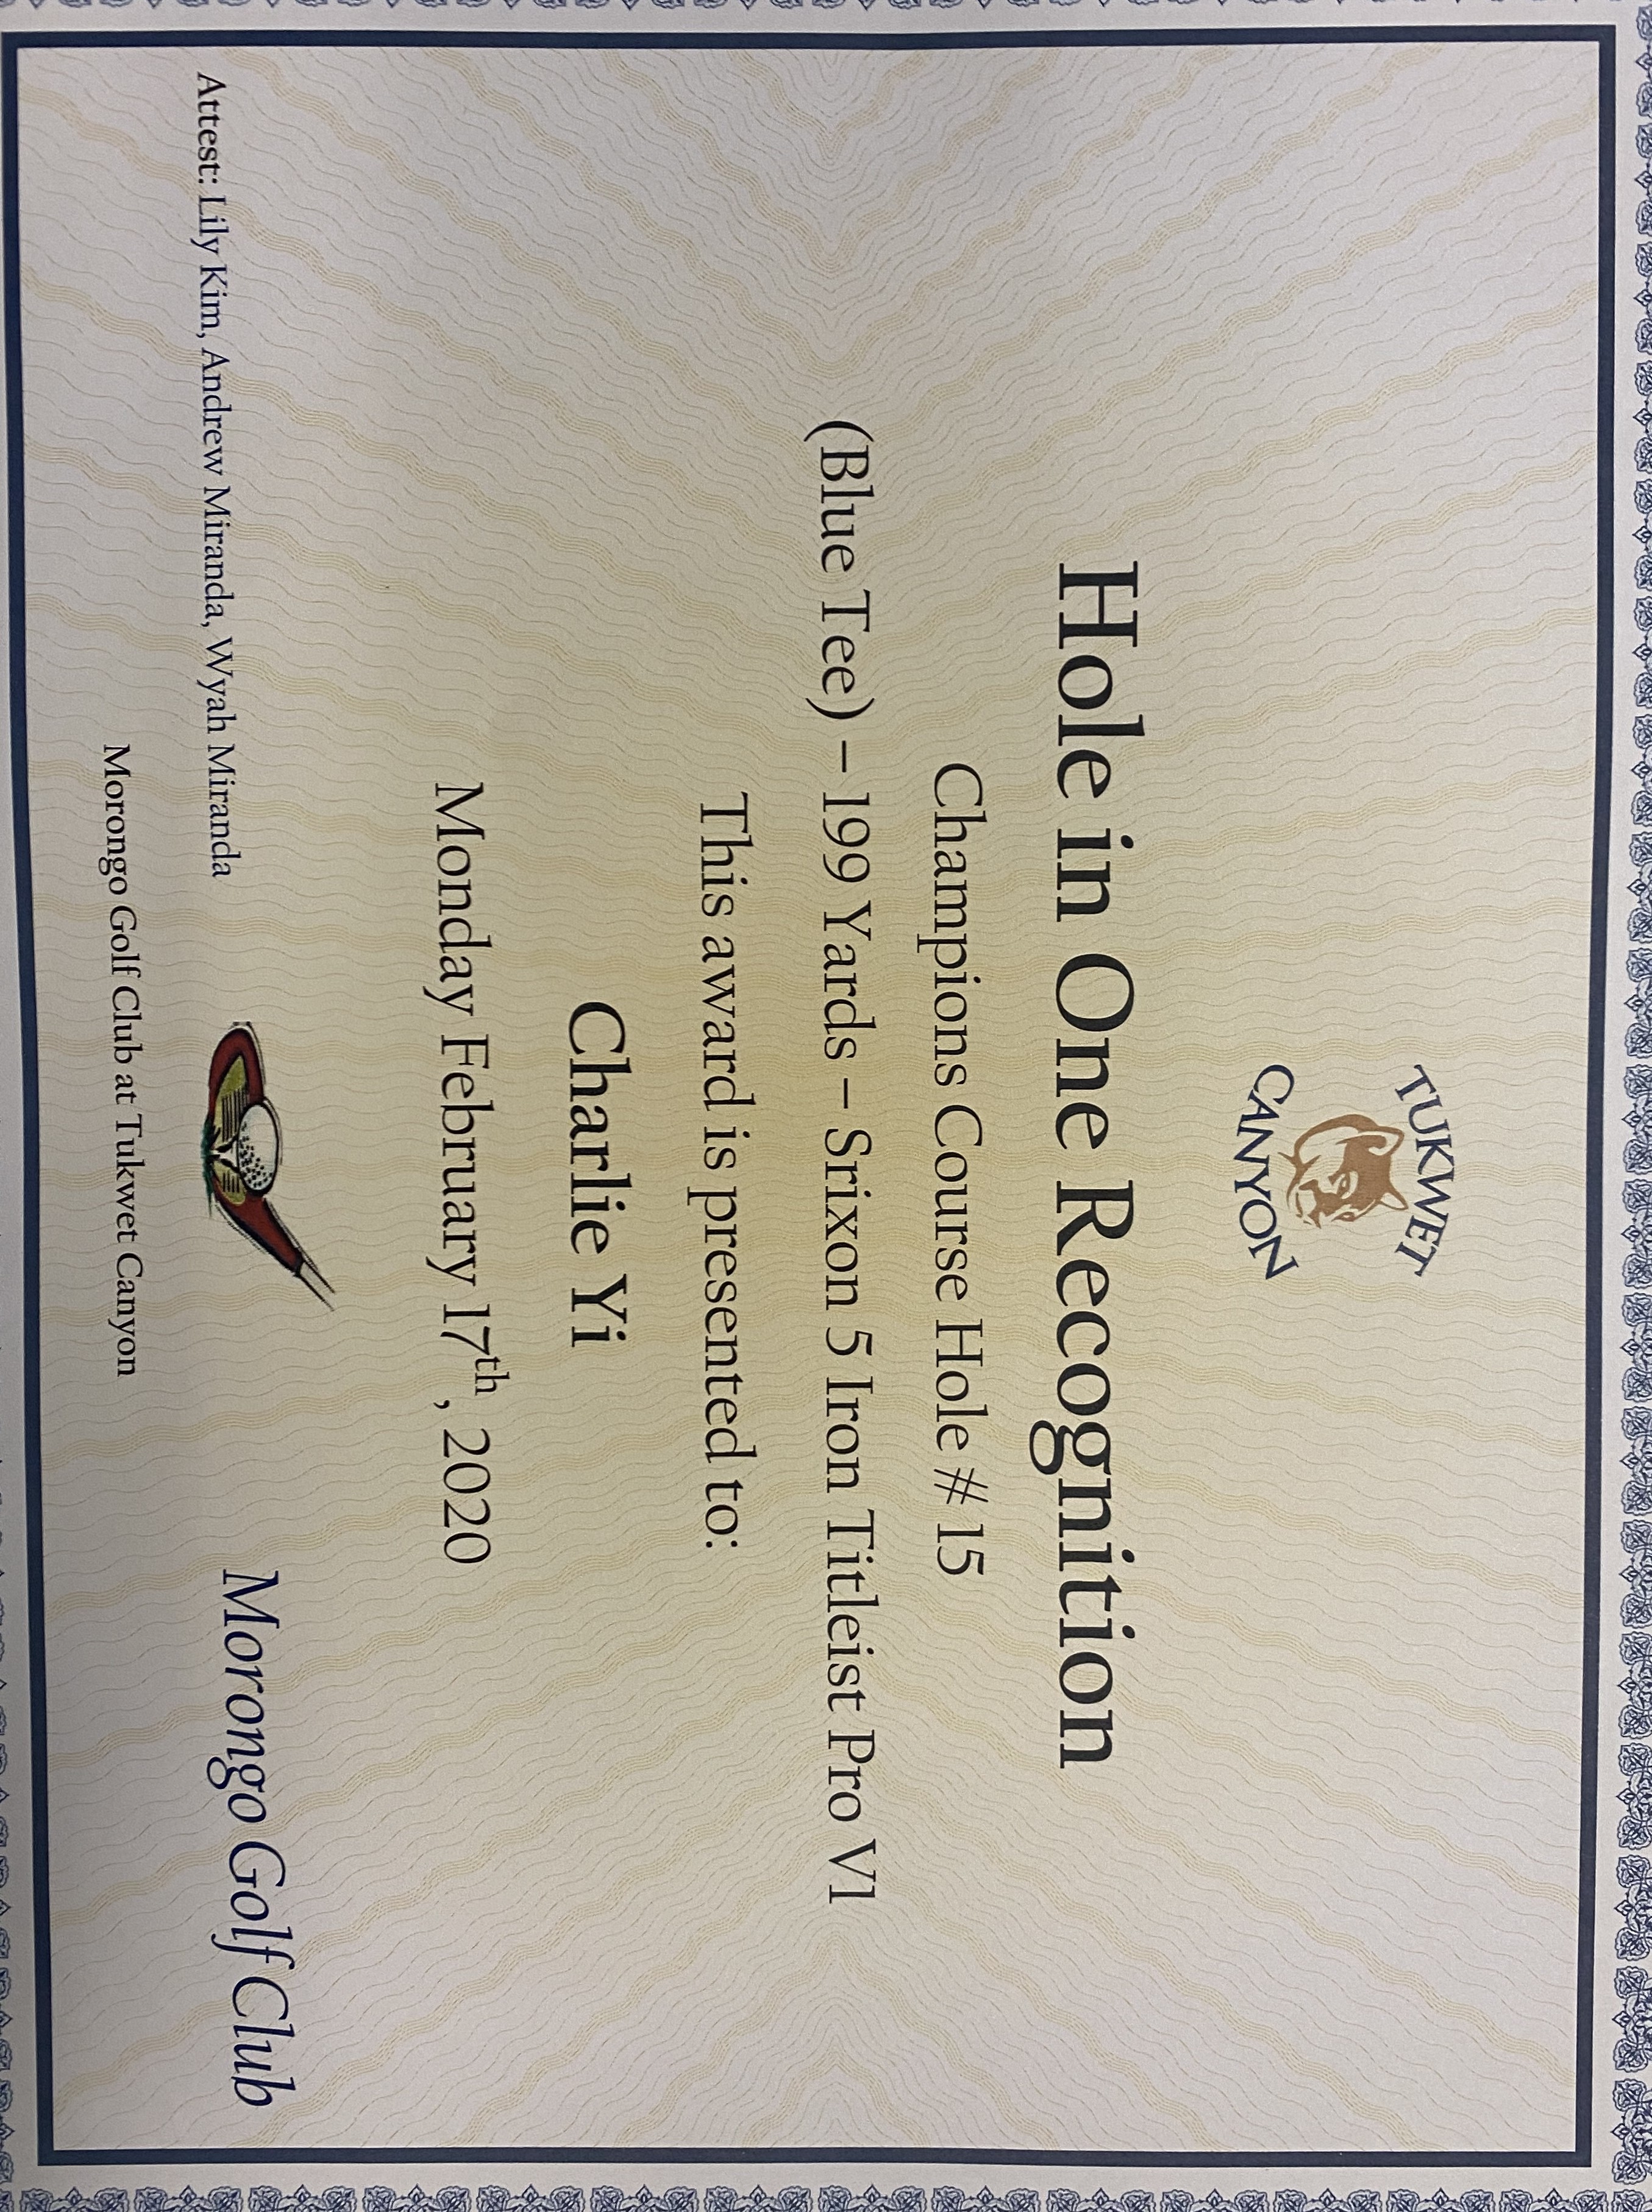 TUKWET
CANYON
Hole in One Recognition
Champions Course Hole # 15
(Blue Tee) – 199 Yards – Srixon 5 Iron Titleist Pro V1
This award is presented to:
Charlie Yi
Monday February 17th, 2020
Morongo Golf Club
Attest: Lily Kim, Andrew Miranda, Wyah Miranda
Morongo Golf Club at Tukwet Canyon